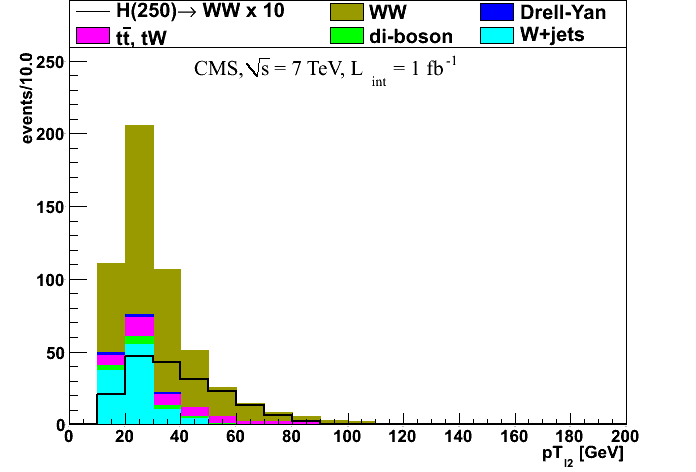 H(250)→ WW x 10 WW Drell-Yan
tt̄, tW di-boson W+jets
CMS, √s = 7 TeV, L int = 1 fb-1
events/10.0
250
200
150
100
50
0
0 20 40 60 80 100 120 140 160 180 200
pT l2 [GeV]